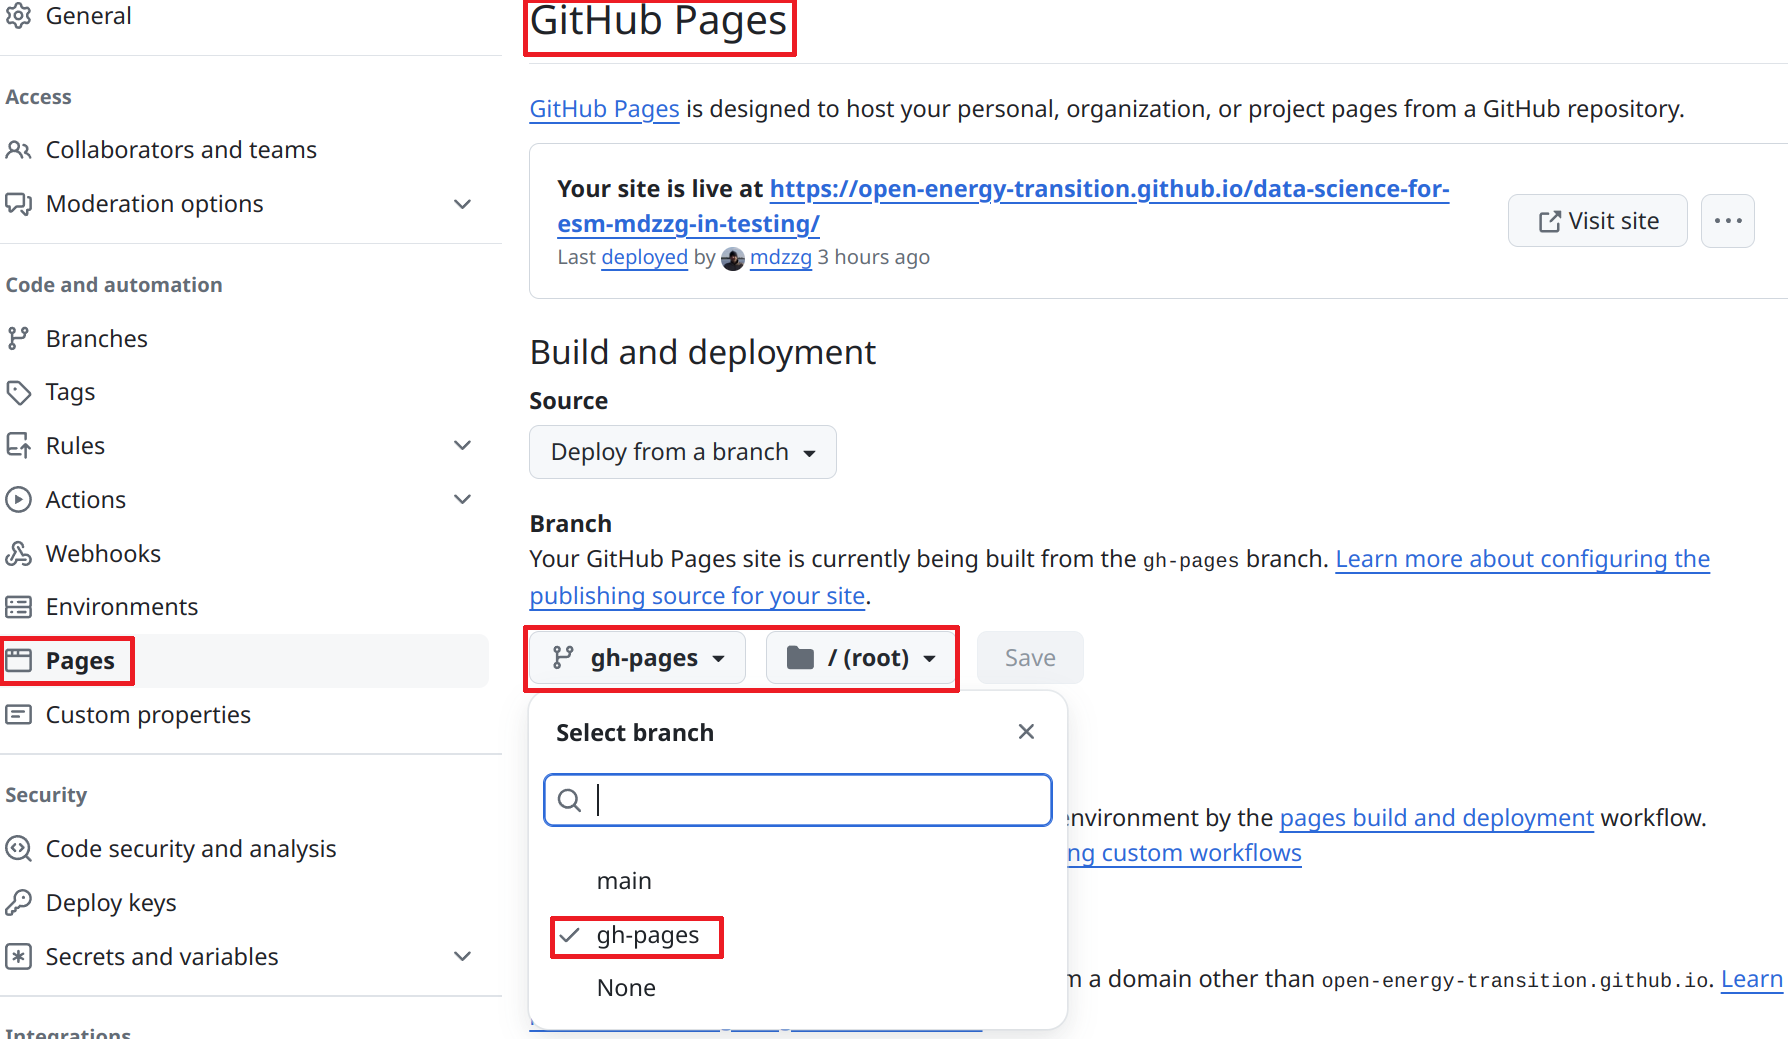 General
Access
Collaborators and teams
Moderation options
Code and automation
Branches
Tags
Rules
Actions
Webhooks
Environments
Pages
Custom properties
Security
Code security and analysis
Deploy keys
Secrets and variables
Integrations
GitHub Pages
GitHub Pages is designed to host your personal, organization, or project pages from a GitHub repository.
Your site is live at https://open-energy-transition.github.io/data-science-for-
esm-mdzzg-in-testing/
Last deployed by mdzzg 3 hours ago
Visit site
Build and deployment
Source
Deploy from a branch
Branch
Your GitHub Pages site is currently being built from the gh-pages branch. Learn more about configuring the
publishing source for your site.
gh-pages / (root) Save
Select branch
main
gh-pages
None
environment by the pages build and deployment workflow.
ng custom workflows
m a domain other than open-energy-transition.github.io. Learn